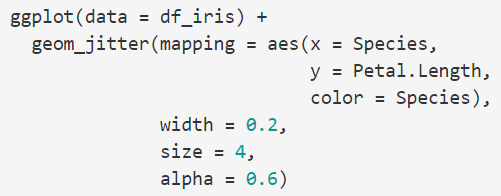 ggplot(data = df_iris) +
  geom_jitter(mapping = aes(x = Species,
                            y = Petal.Length,
                            color = Species),
              width = 0.2,
              size = 4,
              alpha = 0.6)